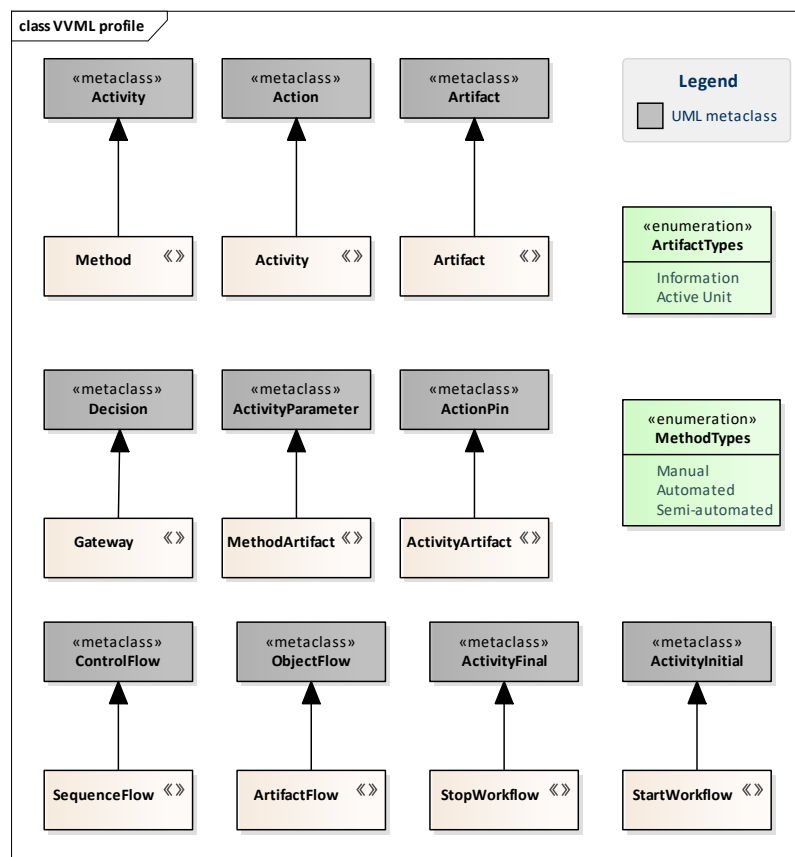 class VVML profile
«metaclass»
Activity
«metaclass»
Action
«metaclass»
Artifact
Legend
UML metaclass
Method
Activity
Artifact
«enumeration»
ArtifactTypes
Information
Active Unit
«metaclass»
Decision
«metaclass»
ActivityParameter
«metaclass»
ActionPin
«enumeration»
MethodTypes
Manual
Automated
Semi-automated
Gateway
MethodArtifact
ActivityArtifact
«metaclass»
ControlFlow
«metaclass»
ObjectFlow
«metaclass»
ActivityFinal
«metaclass»
ActivityInitial
SequenceFlow
ArtifactFlow
StopWorkflow
StartWorkflow